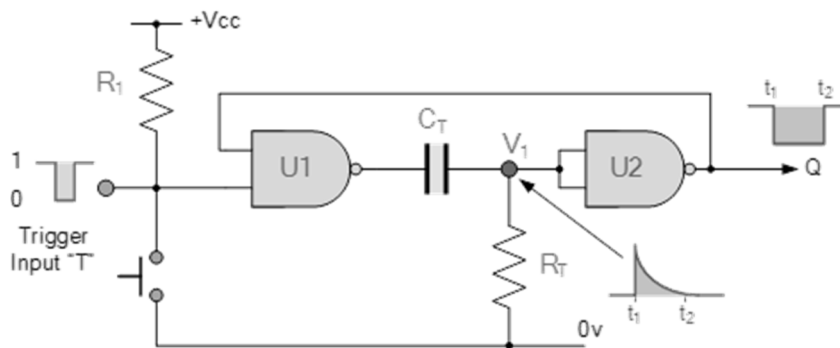 +Vcc
R1
t1 t2
CT
V1
U1
U2
1
0
Q
Trigger
Input "T"
RT
t1 t2
0v